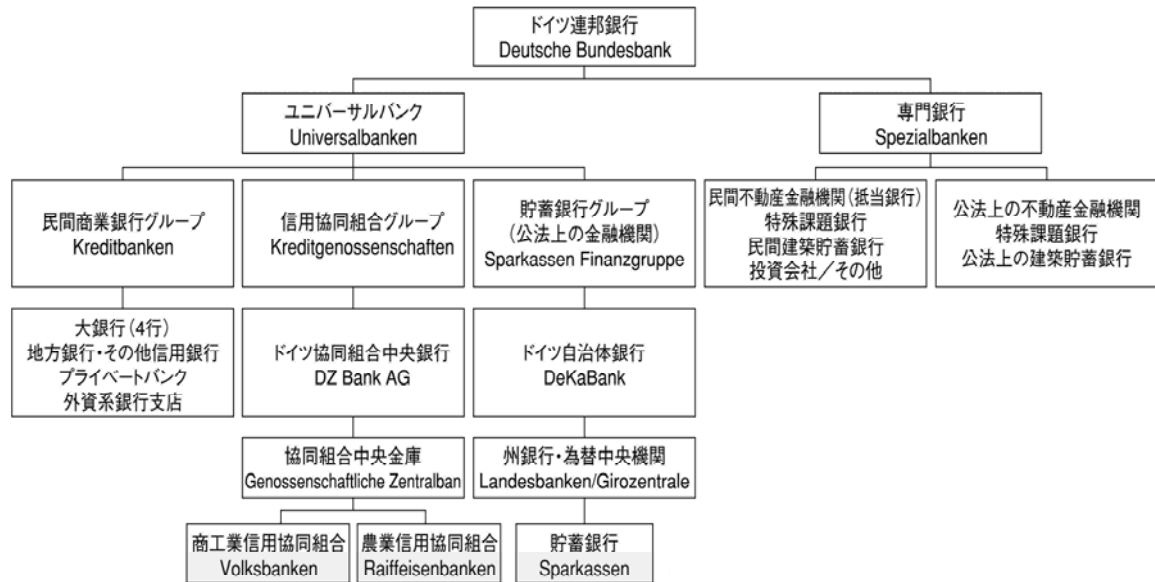 ドイツ連邦銀行
Deutsche Bundesbank
ユニバーサルバンク
Universalbanken
専門銀行
Spezialbanken
民間商業銀行グループ
Kreditbanken
信用協同組合グループ
Kreditgenossenschaften
貯蓄銀行グループ
(公法上の金融機関)
Sparkassen Finanzgruppe
民間不動産金融機関(抵当銀行)
特殊課題銀行
民間建築貯蓄銀行
投資会社/その他
公法上の不動産金融機関
特殊課題銀行
公法上の建築貯蓄銀行
大銀行(4行)
地方銀行・その他信用銀行
プライベートバンク
外資系銀行支店
ドイツ協同組合中央銀行
DZ Bank AG
ドイツ自治体銀行
DeKaBank
協同組合中央金庫
Genossenschaftliche Zentralban
州銀行・為替中央機関
Landesbanken/Girozentrale
商工業信用協同組合
Volksbanken
農業信用協同組合
Raiffeisenbanken
貯蓄銀行
Sparkassen